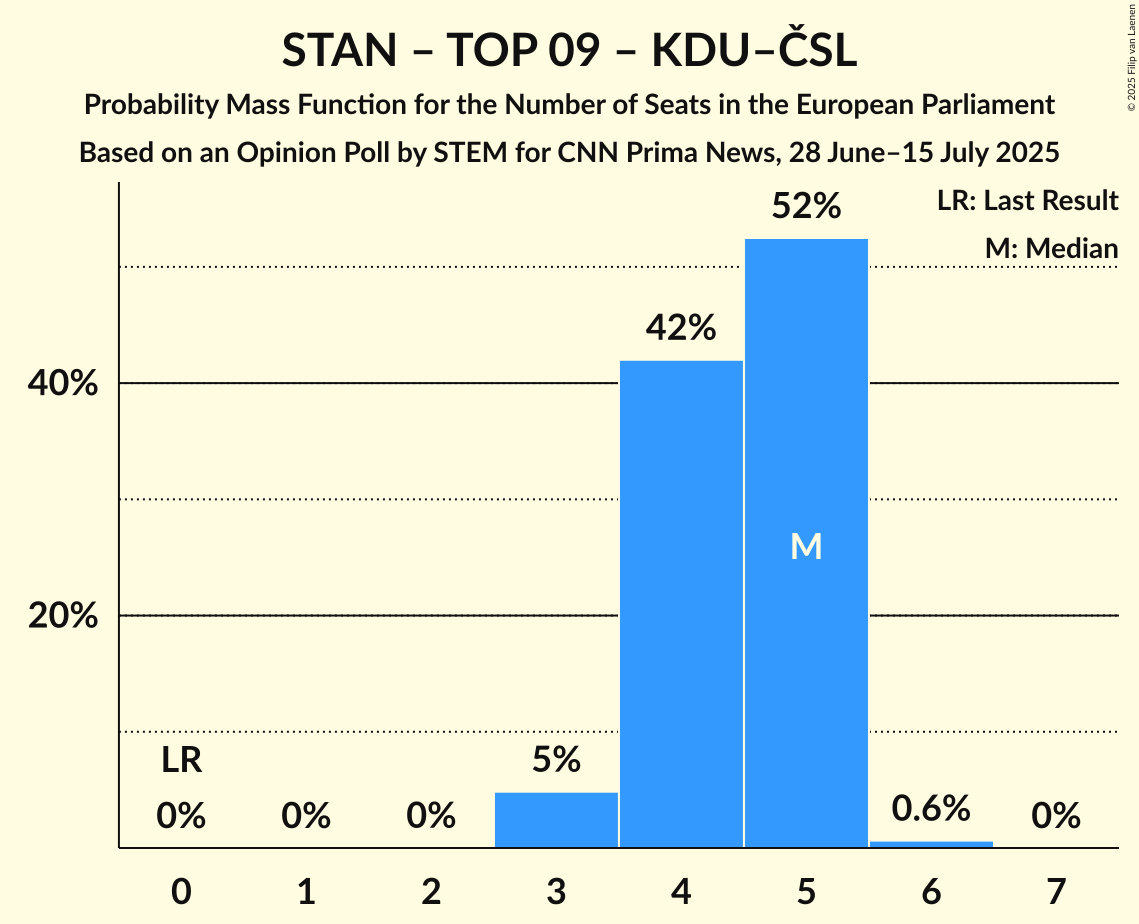 STAN – TOP 09 – KDU–ČSL
Probability Mass Function for the Number of Seats in the European Parliament
Based on an Opinion Poll by STEM for CNN Prima News, 28 June–15 July 2025
© 2025 Filip van Laenen
LR: Last Result
M: Median
52%
42%
40%
M
20%
LR
5%
0% 0% 0% 0.6% 0%
0 1 2 3 4 5 6 7